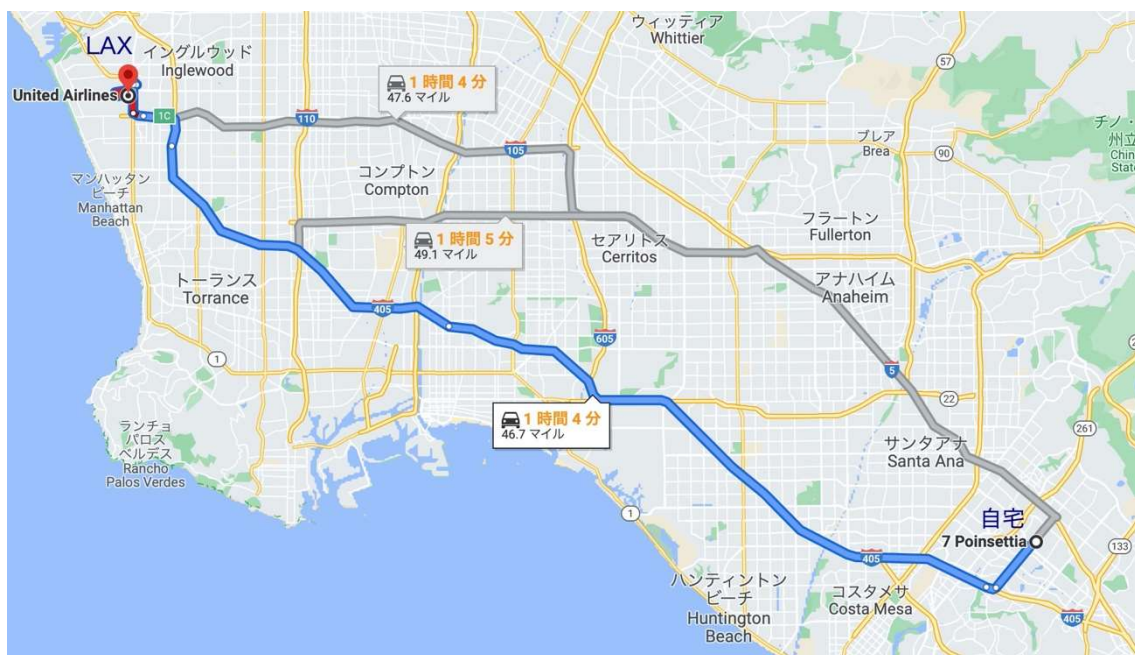 ウィッティア
Whittier
LAX
イングルウッド
Inglewood
57
1 時間 4 分
47.6 マイル
United Airlines
1C
110
チノ・
州立
Chin
State
ブレア
Brea
90
105
コンプトン
Compton
マンハッタン
ビーチ
Manhattan
Beach
フラートン
Fullerton
1 時間 5 分
49.1 マイル
セアリトス
Cerritos
トーランス
Torrance
アナハイム
Anaheim
405
605
1
5
22
1 時間 4 分
46.7 マイル
ランチョ
パロス
ベルデス
Rancho
Palos Verdes
261
サンタアナ
Santa Ana
1
自宅
7 Poinsettia
133
405
ハンティントン
ビーチ
Huntington
Beach
コスタメサ
Costa Mesa
405